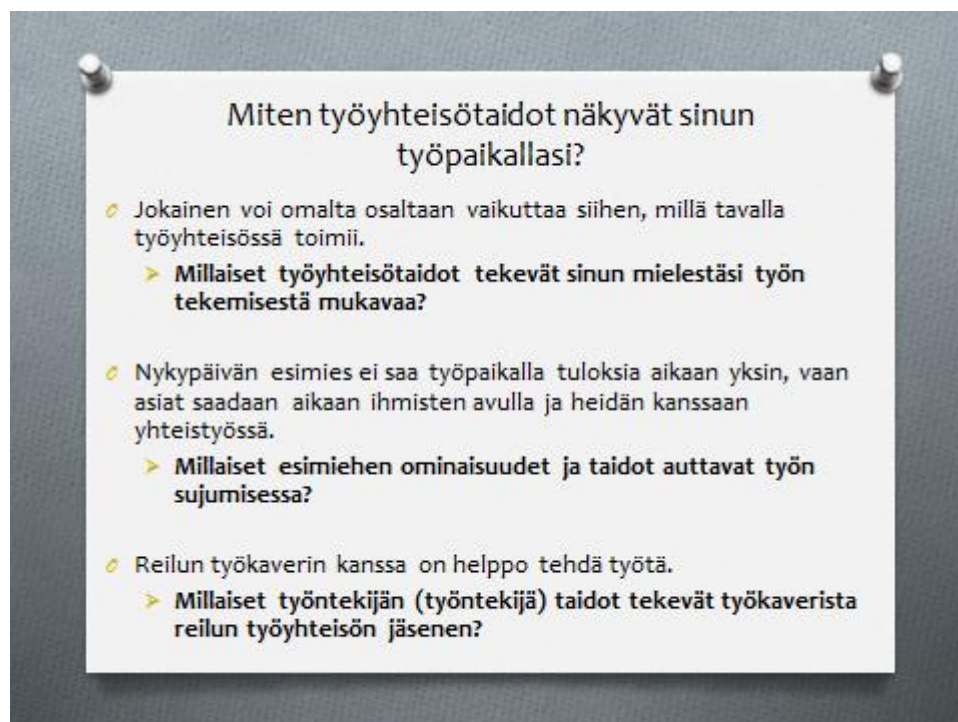 Miten työyhteisötaidot näkyvät sinun
työpaikallasi?
Jokainen voi omalta osaltaan vaikuttaa siihen, millä tavalla
työyhteisössä toimii.
Millaiset työyhteisötaidot tekevät sinun mielestäsi työn
tekemisestä mukavaa?
Nykypäivän esimies ei saa työpaikalla tuloksia aikaan yksin, vaan
asiat saadaan aikaan ihmisten avulla ja heidän kanssaan
yhteistyössä.
Millaiset esimiehen ominaisuudet ja taidot auttavat työn
sujumisessa?
Reilun työkaverin kanssa on helppo tehdä työtä.
Millaiset työntekijän (työntekijä) taidot tekevät työkaverista
reilun työyhteisön jäsenen?